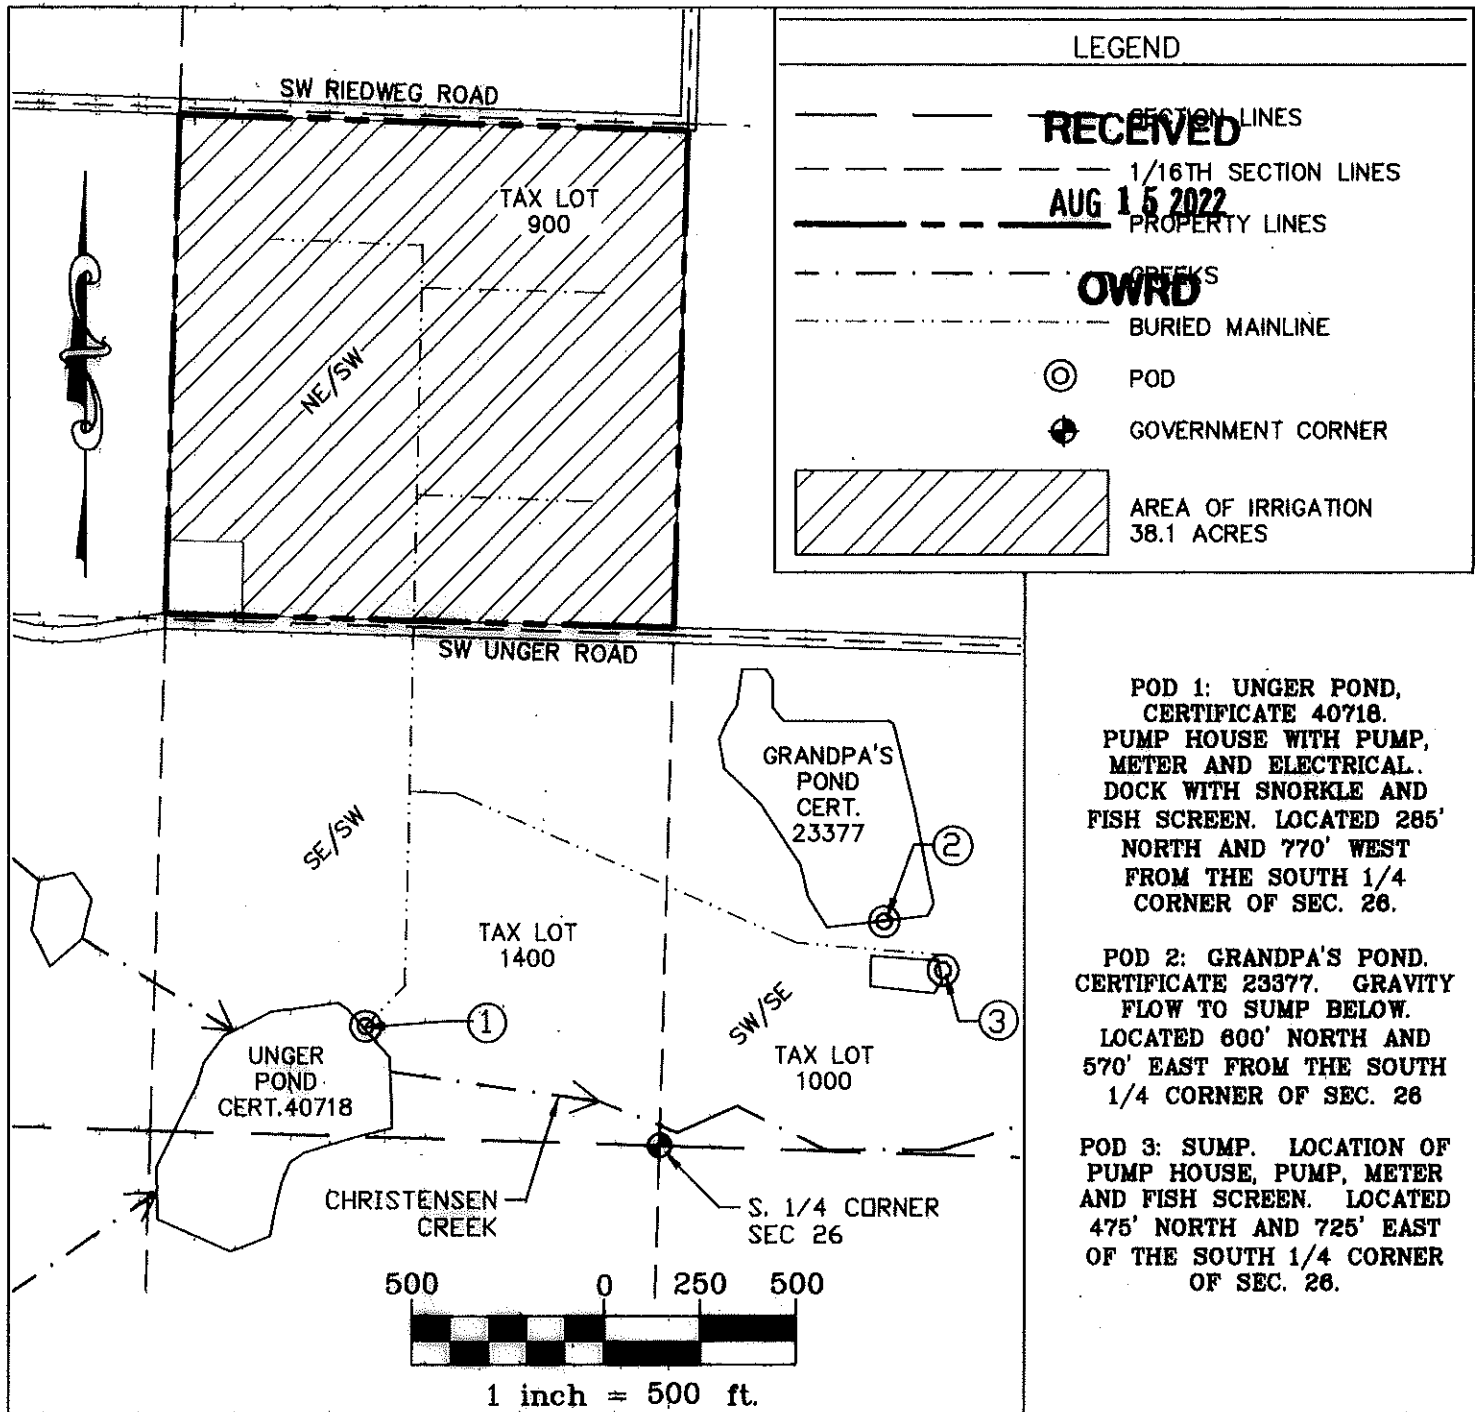 SW RIEDWEG ROAD
TAX LOT
900
NE/SW
SW UNGER ROAD
SE/SW
GRANDPA'S
POND
CERT.
23377
2
TAX LOT
1400
3
1
SW/SE
TAX LOT
1000
UNGER
POND
CERT.40718
CHRISTENSEN
CREEK
S. 1/4 CORNER
SEC 26
500 0 250 500
1 inch = 500 ft.
LEGEND
SECTION LINES
RECEIVED
1/16TH SECTION LINES
AUG 15 2022
PROPERTY LINES
CREEKS
OWRD
BURIED MAINLINE
POD
GOVERNMENT CORNER
AREA OF IRRIGATION
38.1 ACRES
POD 1: UNGER POND,
CERTIFICATE 40718.
PUMP HOUSE WITH PUMP,
METER AND ELECTRICAL.
DOCK WITH SNORKLE AND
FISH SCREEN. LOCATED 285'
NORTH AND 770' WEST
FROM THE SOUTH 1/4
CORNER OF SEC. 26.
POD 2: GRANDPA'S POND.
CERTIFICATE 23377. GRAVITY
FLOW TO SUMP BELOW.
LOCATED 600' NORTH AND
570' EAST FROM THE SOUTH
1/4 CORNER OF SEC. 26
POD 3: SUMP. LOCATION OF
PUMP HOUSE, PUMP, METER
AND FISH SCREEN. LOCATED
475' NORTH AND 725' EAST
OF THE SOUTH 1/4 CORNER
OF SEC. 26.